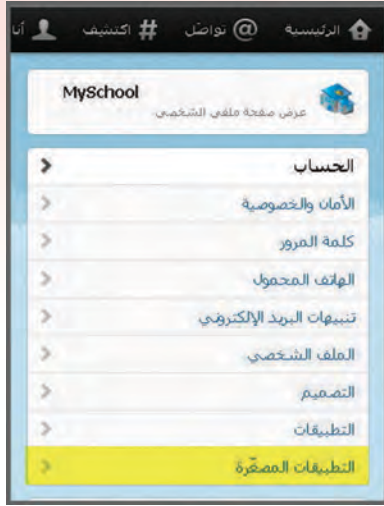 الرئيسية @ تواصَل # اكتشِف أنا
MySchool
عرض صفحة ملفي الشخصي
الحساب
الأمان والخصوصية
كلمة المرور
الهاتف المحمول
تنبيهات البريد الإلكتروني
الملف الشخصي
التصميم
التطبيقات
التطبيقات المصغّرة